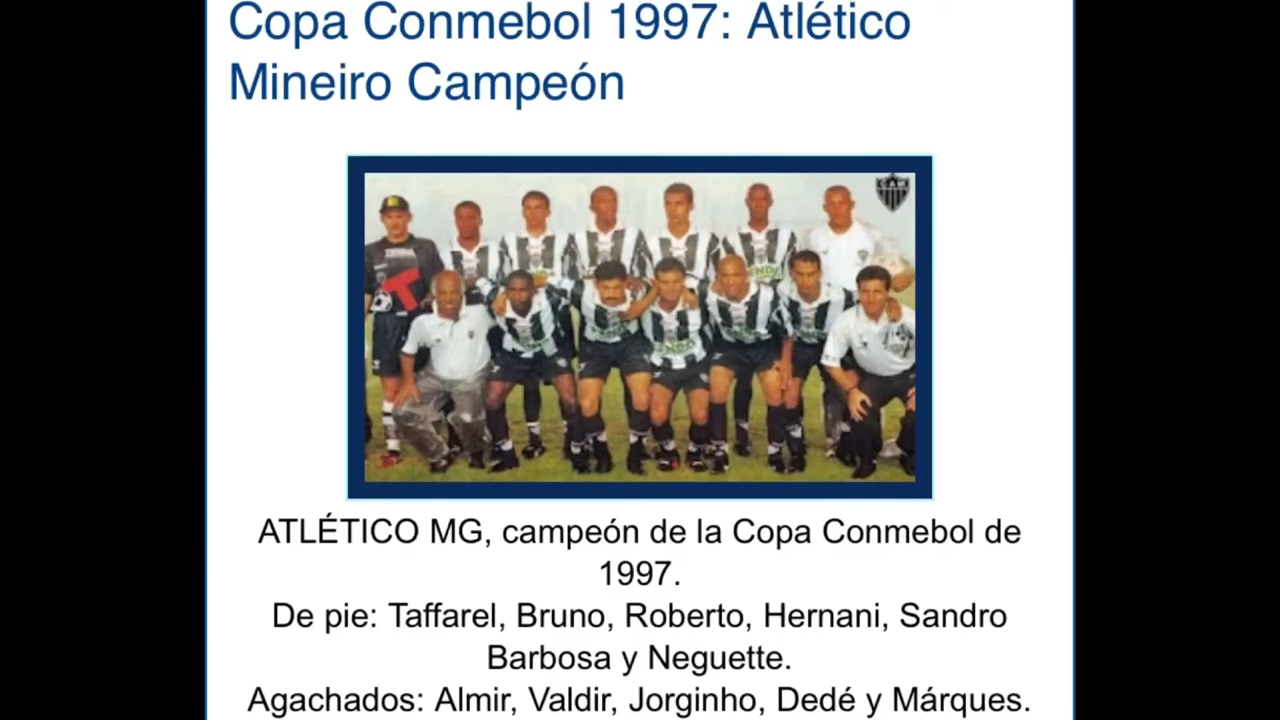 Copa Conmebol 1997: Atlético
Mineiro Campeón
CAM
ATLÉTICO MG, campeón de la Copa Conmebol de
1997.
De pie: Taffarel, Bruno, Roberto, Hernani, Sandro
Barbosa y Neguette.
Agachados: Almir, Valdir, Jorginho, Dedé y Márques.